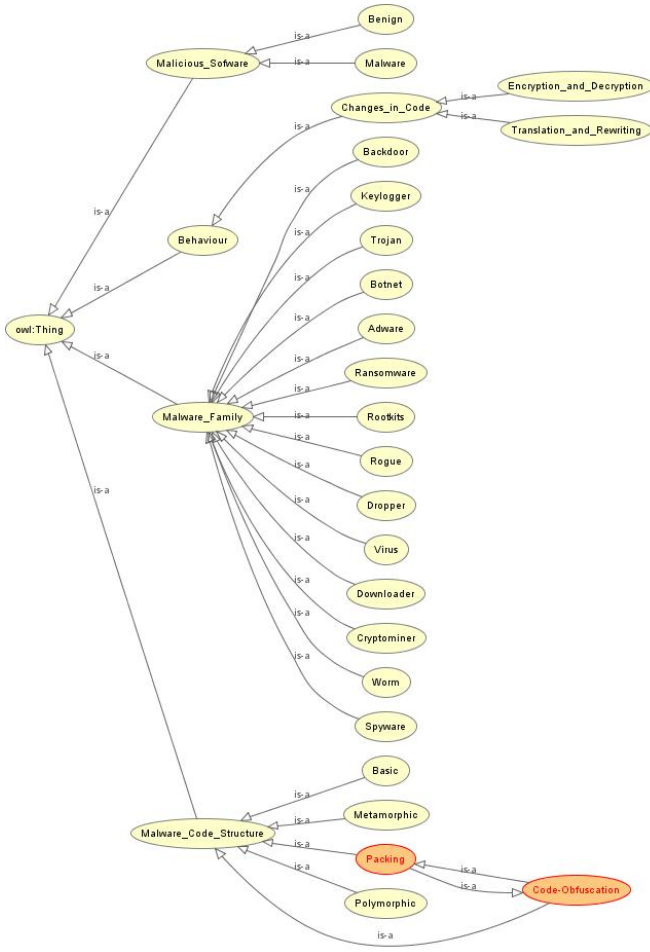 Benign
is-a
Malicious_Sofware
is-a
Malware
Encryption_and_Decryption
is-a
Changes_in_Code
is-a
Translation_and_Rewriting
is-a
Backdoor
is-a
Keylogger
is-a
is-a
Behaviour
Trojan
is-a
is-a
Botnet
is-a
owl:Thing
Adware
is-a
is-a
Ransomware
is-a
Malware_Family
is-a
Rootkits
is-a
Rogue
is-a
is-a
Dropper
is-a
Virus
is-a
Downloader
is-a
Cryptominer
is-a
Worm
is-a
Spyware
Basic
is-a
Metamorphic
is-a
Malware_Code_Structure
is-a
Packing
is-a
is-a
Code-Obfuscation
is-a
Polymorphic
is-a